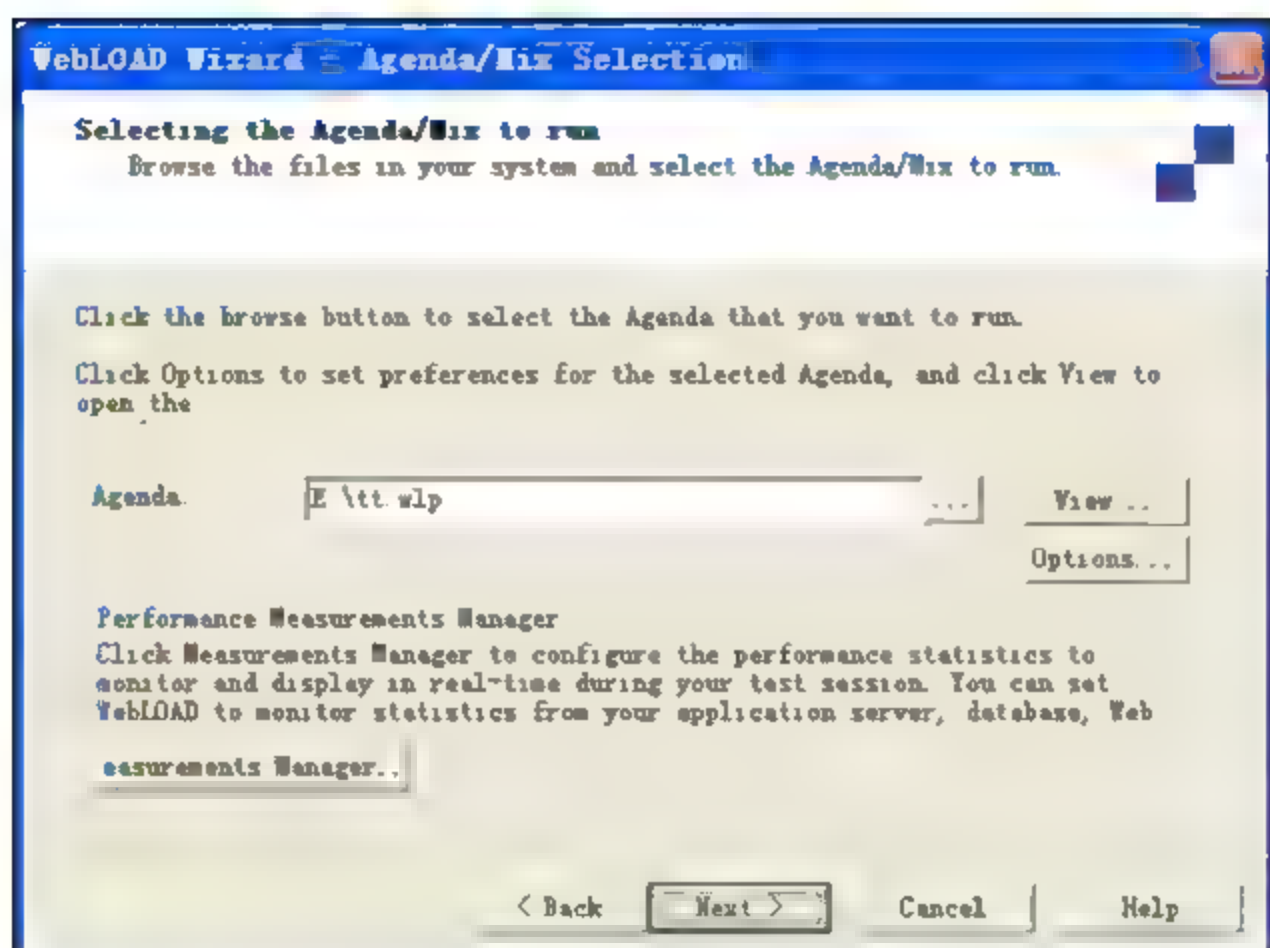 WebLOAD Wizard - Agenda/Mix Selection
Selecting the Agenda/Mix to run
Browse the files in your system and select the Agenda/Mix to run.
Click the browse button to select the Agenda that you want to run.
Click Options to set preferences for the selected Agenda, and click View to
open the
Agenda.
E \tt.wlp
...
View ..
Options...
Performance Measurements Manager
Click Measurements Manager to configure the performance statistics to
monitor and display in real-time during your test session. You can set
WebLOAD to monitor statistics from your application server, database, Web
easurements Manager..
< Back
Next >
Cancel
Help